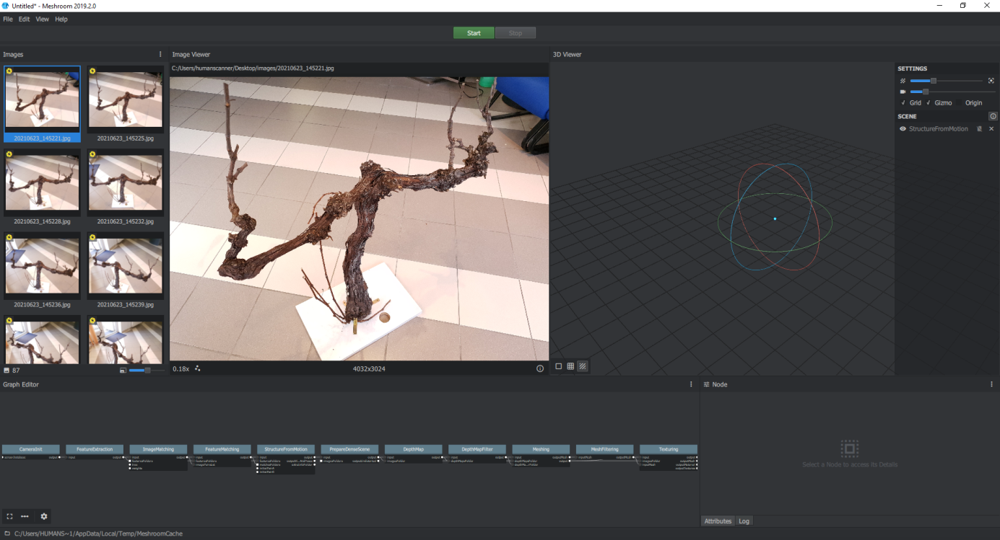 Untitled* - Meshroom 2019.2.0
File Edit View Help
Start Stop
Images
Image Viewer
3D Viewer
C:/Users/humanscanner/Desktop/images/20210623_145221.jpg
20210623_145221.jpg
20210623_145225.jpg
20210623_145228.jpg
20210623_145232.jpg
20210623_145236.jpg
20210623_145239.jpg
87
0.18x
4032x3024
SETTINGS
Grid Gizmo Origin
SCENE
StructureFromMotion
Graph Editor
Node
CameraInit
FeatureExtraction
ImageMatching
FeatureMatching
StructureFromMotion
PrepareDenseScene
DepthMap
DepthMapFilter
Meshing
MeshFiltering
Texturing
Select a Node to access its Details
Attributes Log
C:/Users/HUMANS~1/AppData/Local/Temp/MeshroomCache